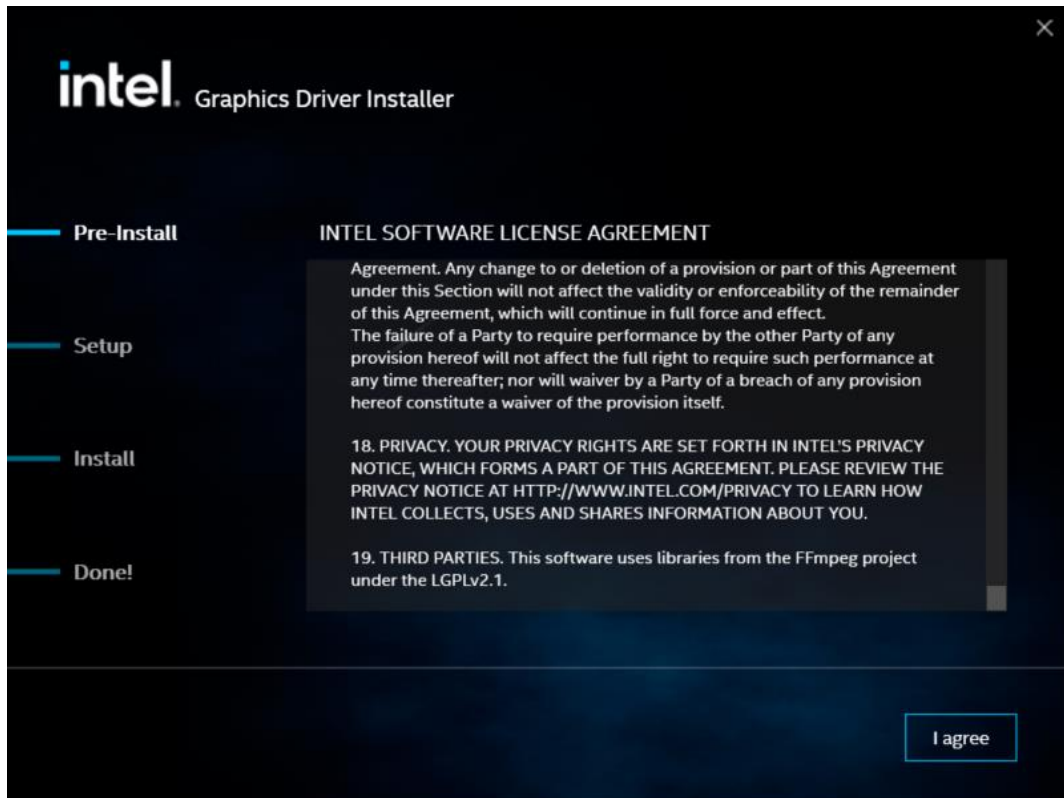 intel. Graphics Driver Installer
Pre-Install
Setup
Install
Done!
INTEL SOFTWARE LICENSE AGREEMENT
Agreement. Any change to or deletion of a provision or part of this Agreement
under this Section will not affect the validity or enforceability of the remainder
of this Agreement, which will continue in full force and effect.
The failure of a Party to require performance by the other Party of any
provision hereof will not affect the full right to require such performance at
any time thereafter; nor will waiver by a Party of a breach of any provision
hereof constitute a waiver of the provision itself.
18. PRIVACY. YOUR PRIVACY RIGHTS ARE SET FORTH IN INTEL'S PRIVACY
NOTICE, WHICH FORMS A PART OF THIS AGREEMENT. PLEASE REVIEW THE
PRIVACY NOTICE AT HTTP://WWW.INTEL.COM/PRIVACY TO LEARN HOW
INTEL COLLECTS, USES AND SHARES INFORMATION ABOUT YOU.
19. THIRD PARTIES. This software uses libraries from the FFmpeg project
under the LGPLv2.1.
I agree